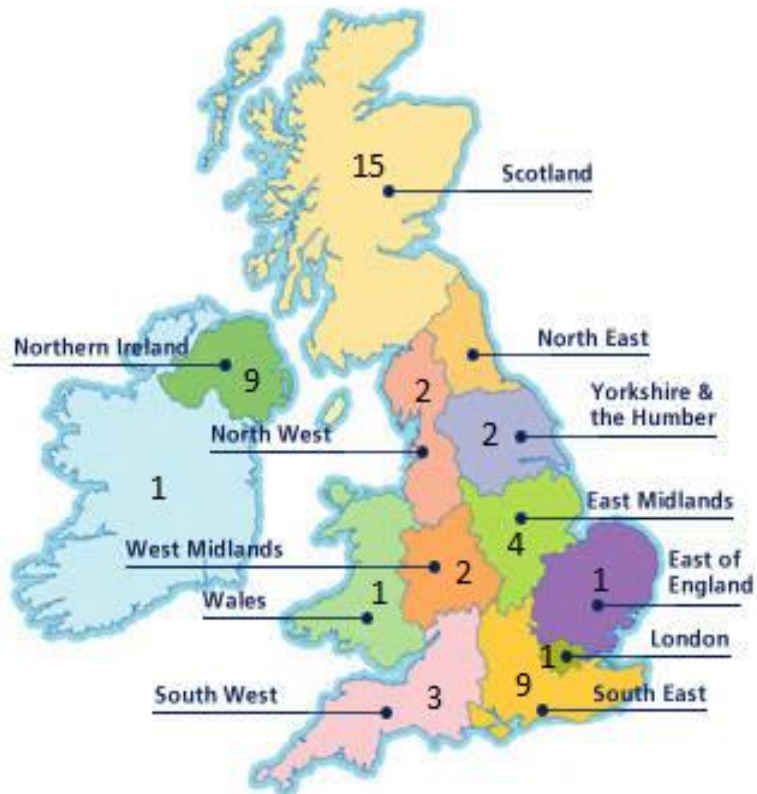 15
Scotland
Northern Ireland
9
North East
2
Yorkshire &
the Humber
North West
2
1
East Midlands
West Midlands
4
2
East of
England
1
1
Wales
London
1
South West
3
9
South East